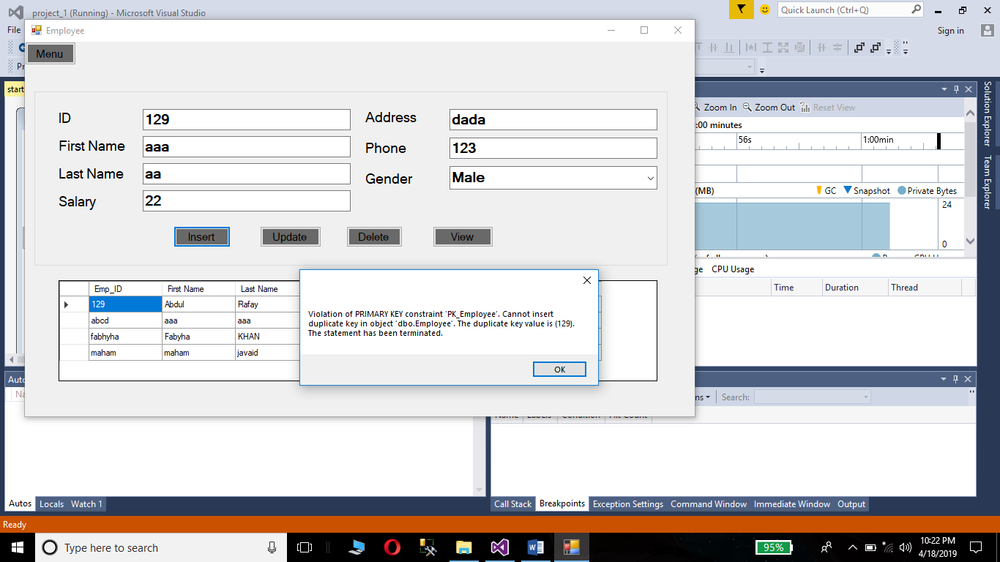 project_1 (Running) - Microsoft Visual Studio
Quick Launch (Ctrl+Q)
File
Sign in
Employee
Menu
start
Solution Explorer
Team Explorer
ID 129
Address dada
First Name aaa
Phone 123
Last Name aa
Gender Male
Salary 22
Insert Update Delete View
Zoom In Zoom Out Reset View
:00 minutes
56s 1:00min
(MB) GC Snapshot Private Bytes
24
0
CPU Usage
Time Duration Thread
Emp_ID First Name Last Name
129 Abdul Rafay
abcd aaa aaa
fabhyha Fabyha KHAN
maham maham javaid
Violation of PRIMARY KEY constraint 'PK_Employee'. Cannot insert
duplicate key in object 'dbo.Employee'. The duplicate key value is (129).
The statement has been terminated.
OK
Search:
Autos Locals Watch 1
Call Stack Breakpoints Exception Settings Command Window Immediate Window Output
Ready
Type here to search
95%
10:22 PM
4/18/2019